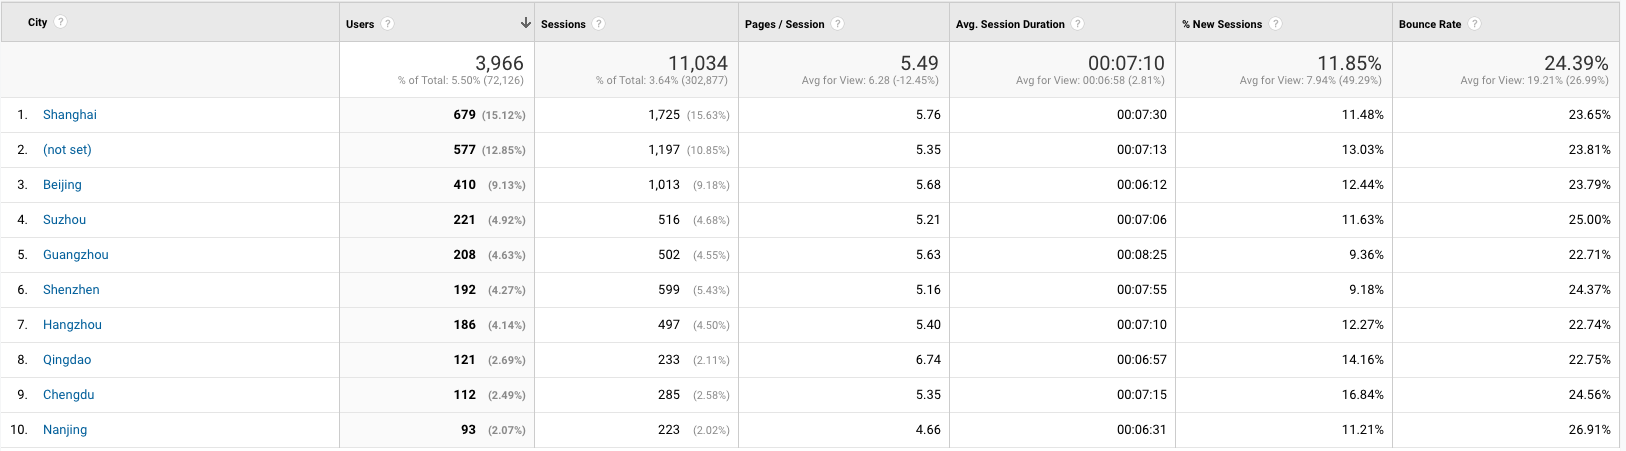 City ? Users ? Sessions ? Pages / Session ? Avg. Session Duration ? % New Sessions ? Bounce Rate ?
3,966 11,034 5.49 00:07:10 11.85% 24.39%
% of Total: 5.50% (72,126) % of Total: 3.64% (302,877) Avg for View: 6.28 (-12.45%) Avg for View: 00:06:58 (2.81%) Avg for View: 7.94% (49.29%) Avg for View: 19.21% (26.99%)
1. Shanghai 679 (15.12%) 1,725 (15.63%) 5.76 00:07:30 11.48% 23.65%
2. (not set) 577 (12.85%) 1,197 (10.85%) 5.35 00:07:13 13.03% 23.81%
3. Beijing 410 (9.13%) 1,013 (9.18%) 5.68 00:06:12 12.44% 23.79%
4. Suzhou 221 (4.92%) 516 (4.68%) 5.21 00:07:06 11.63% 25.00%
5. Guangzhou 208 (4.63%) 502 (4.55%) 5.63 00:08:25 9.36% 22.71%
6. Shenzhen 192 (4.27%) 599 (5.43%) 5.16 00:07:55 9.18% 24.37%
7. Hangzhou 186 (4.14%) 497 (4.50%) 5.40 00:07:10 12.27% 22.74%
8. Qingdao 121 (2.69%) 233 (2.11%) 6.74 00:06:57 14.16% 22.75%
9. Chengdu 112 (2.49%) 285 (2.58%) 5.35 00:07:15 16.84% 24.56%
10. Nanjing 93 (2.07%) 223 (2.02%) 4.66 00:06:31 11.21% 26.91%